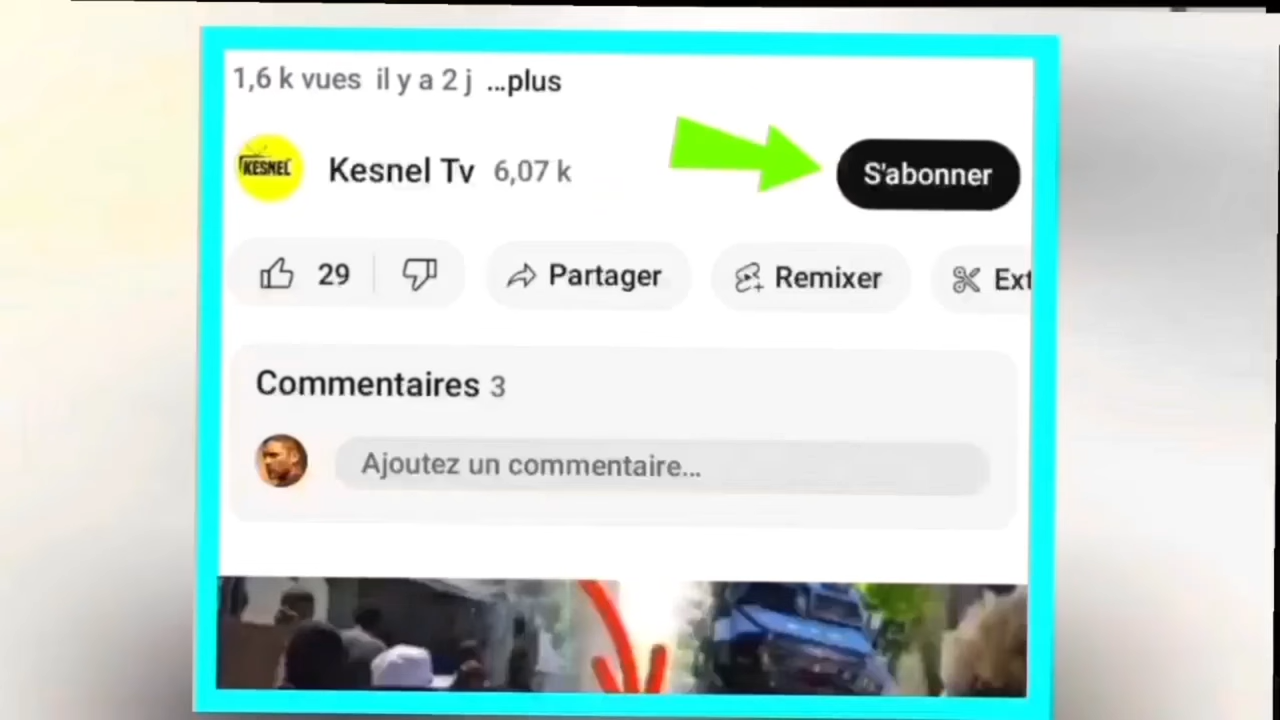 1,6 k vues il y a 2 j ...plus
KESNEL
Kesnel Tv 6,07 k
S'abonner
29
Partager
Remixer
Ext
Commentaires 3
Ajoutez un commentaire...